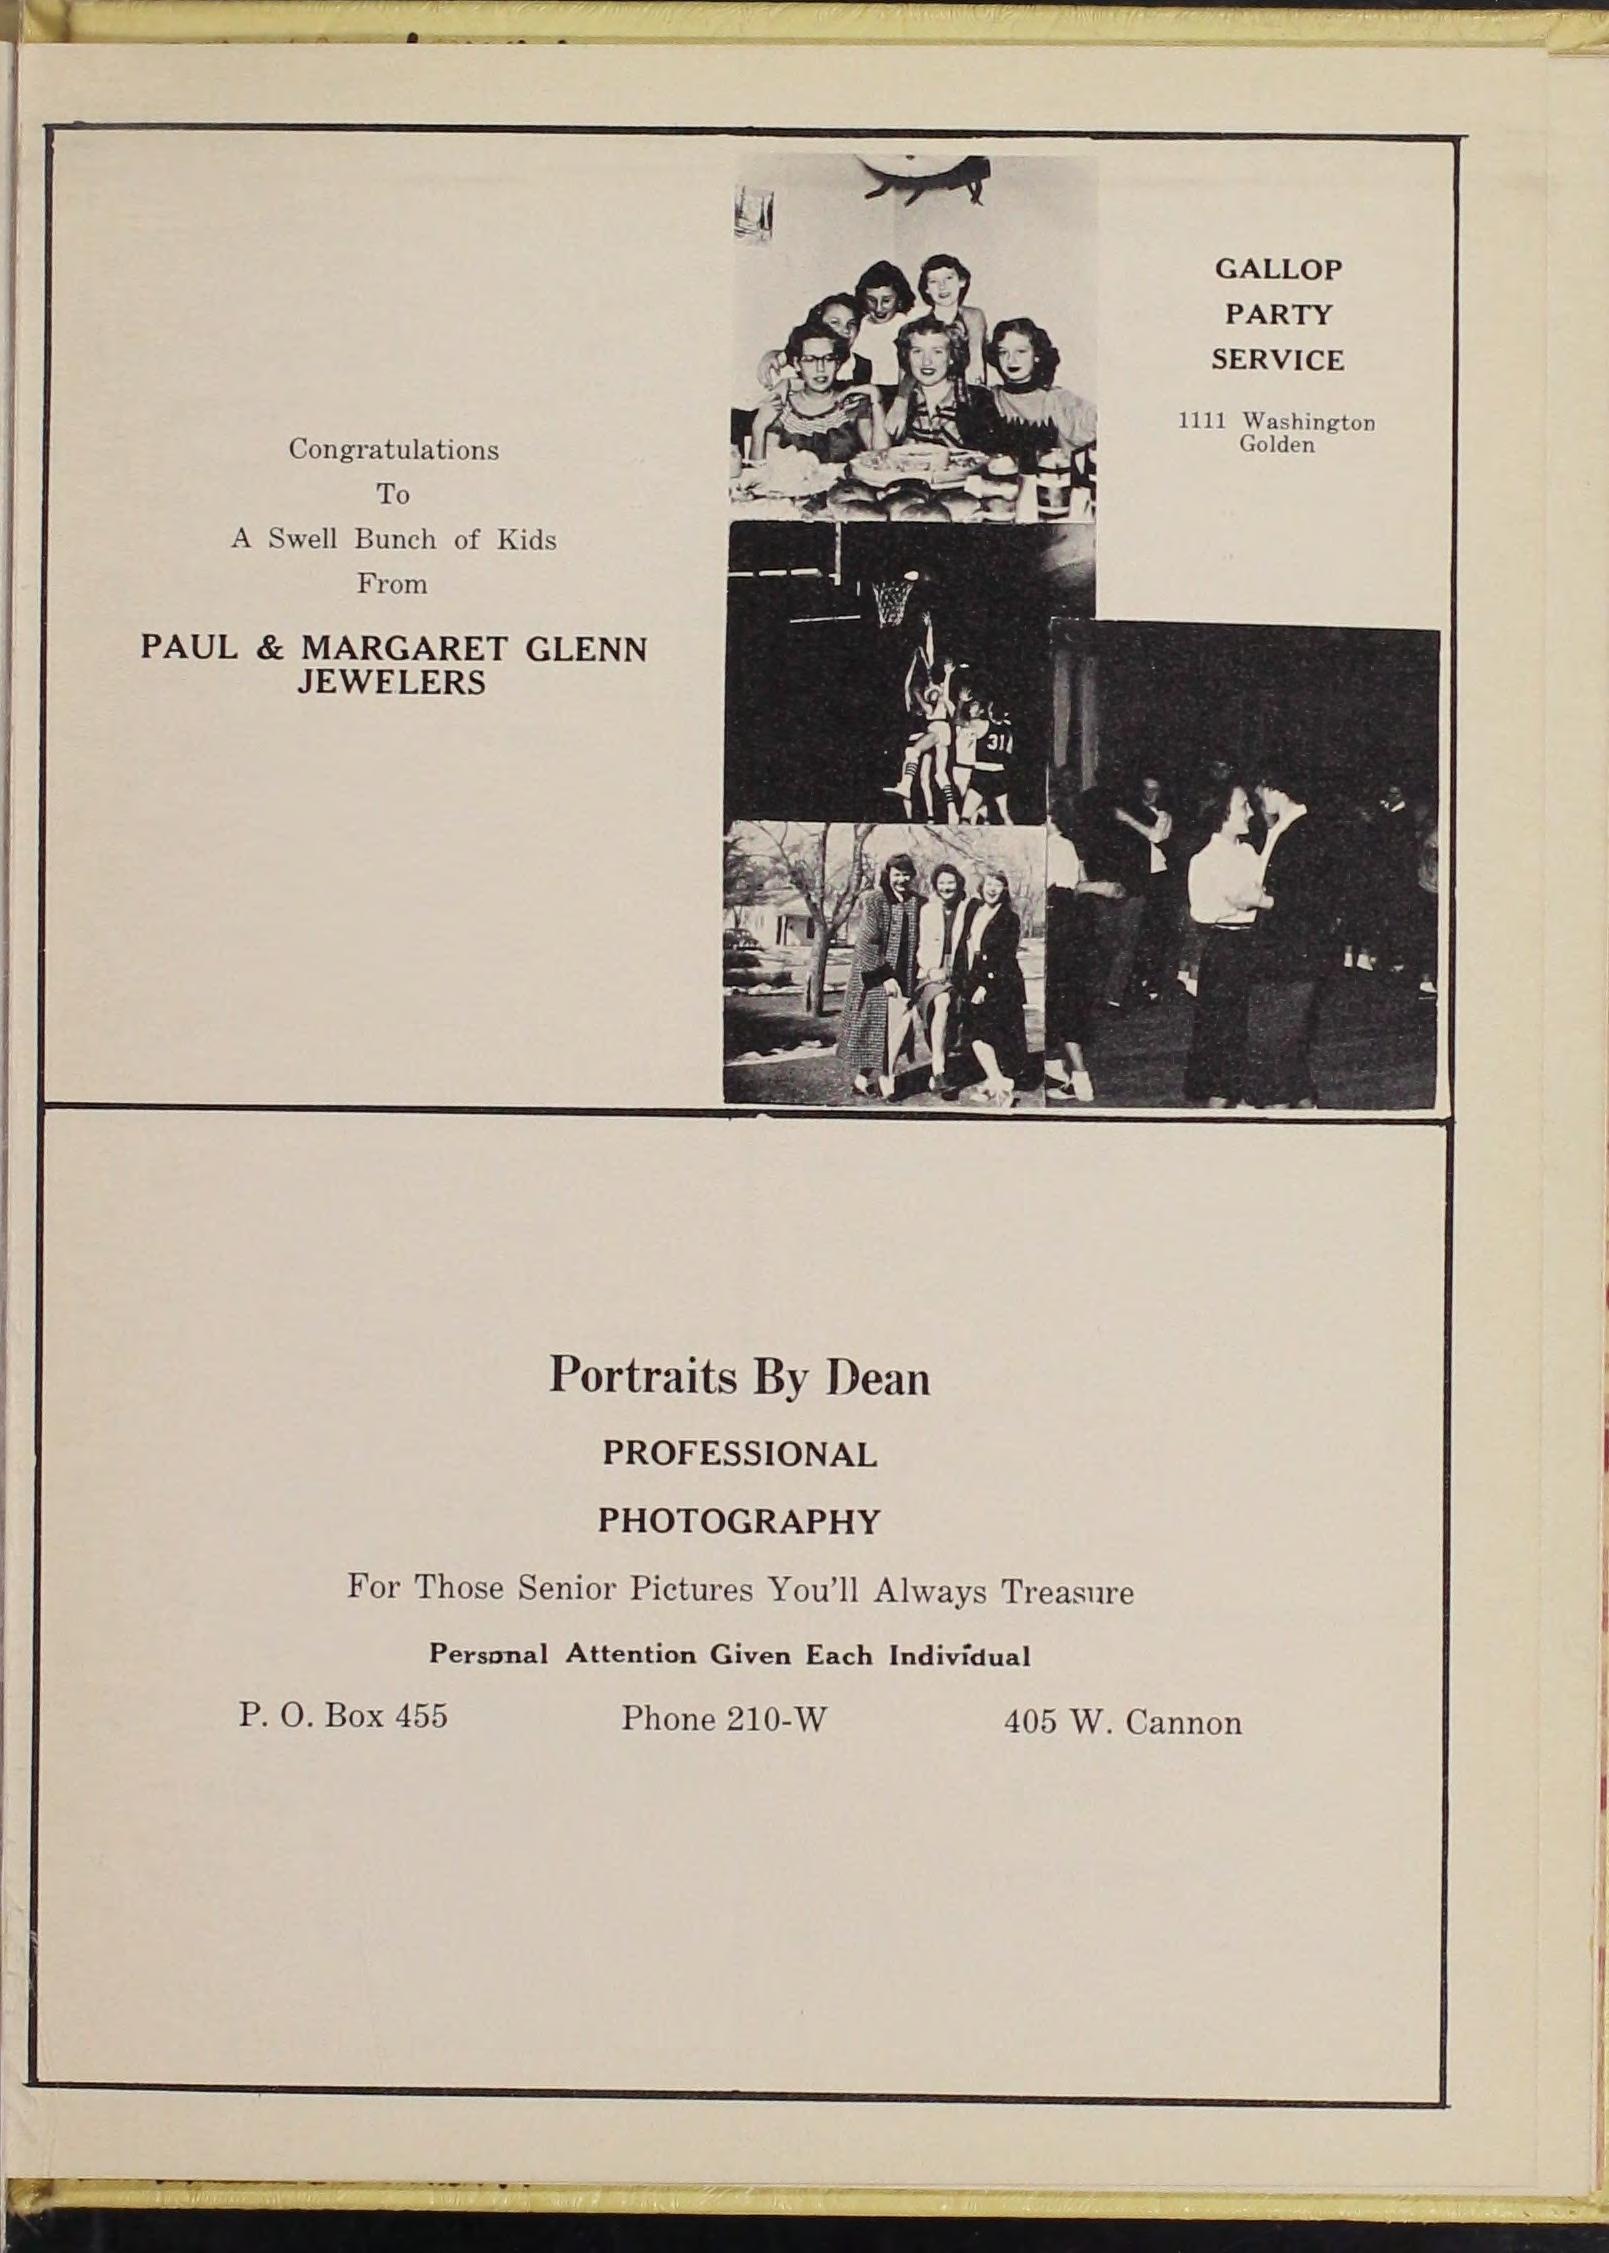 Congratulations
To
A Swell Bunch of Kids
From
PAUL & MARGARET GLENN
JEWELERS
GALLOP
PARTY
SERVICE
1111 Washington
Golden
31
Portraits By Dean
PROFESSIONAL
PHOTOGRAPHY
For Those Senior Pictures You'll Always Treasure
Personal Attention Given Each Individual
P. O. Box 455 Phone 210-W 405 W. Cannon